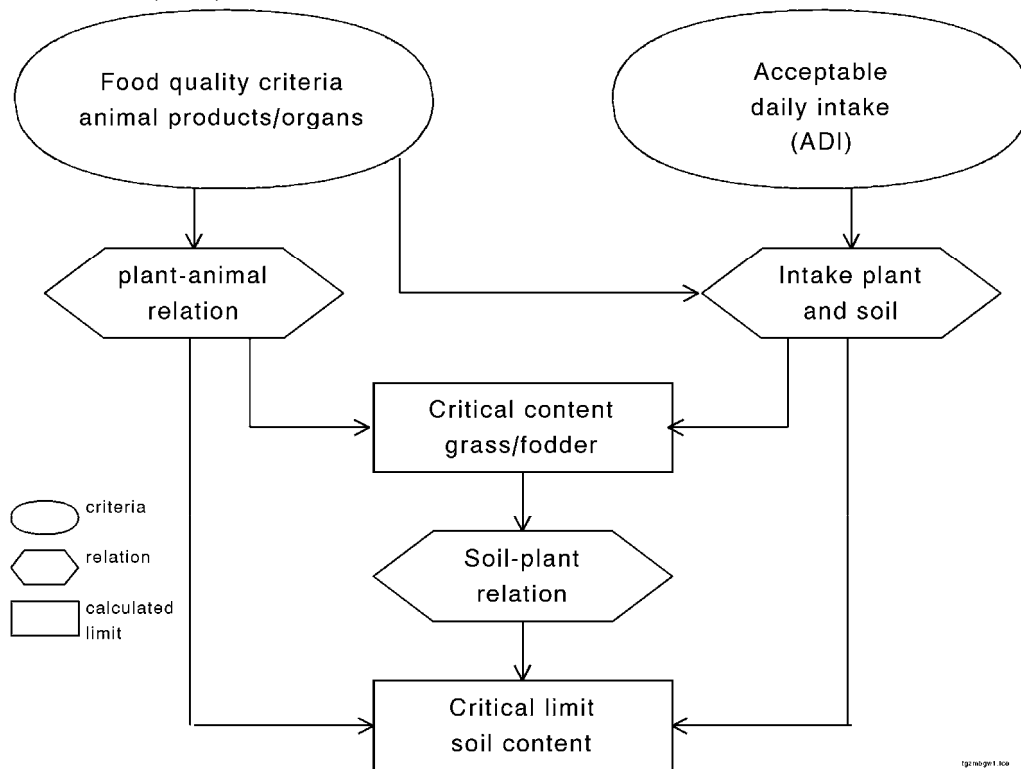 Food quality criteria
animal products/organs
Acceptable
daily intake
(ADI)
plant-animal
relation
Intake plant
and soil
Critical content
grass/fodder
criteria
relation
calculated
limit
Soil-plant
relation
Critical limit
soil content